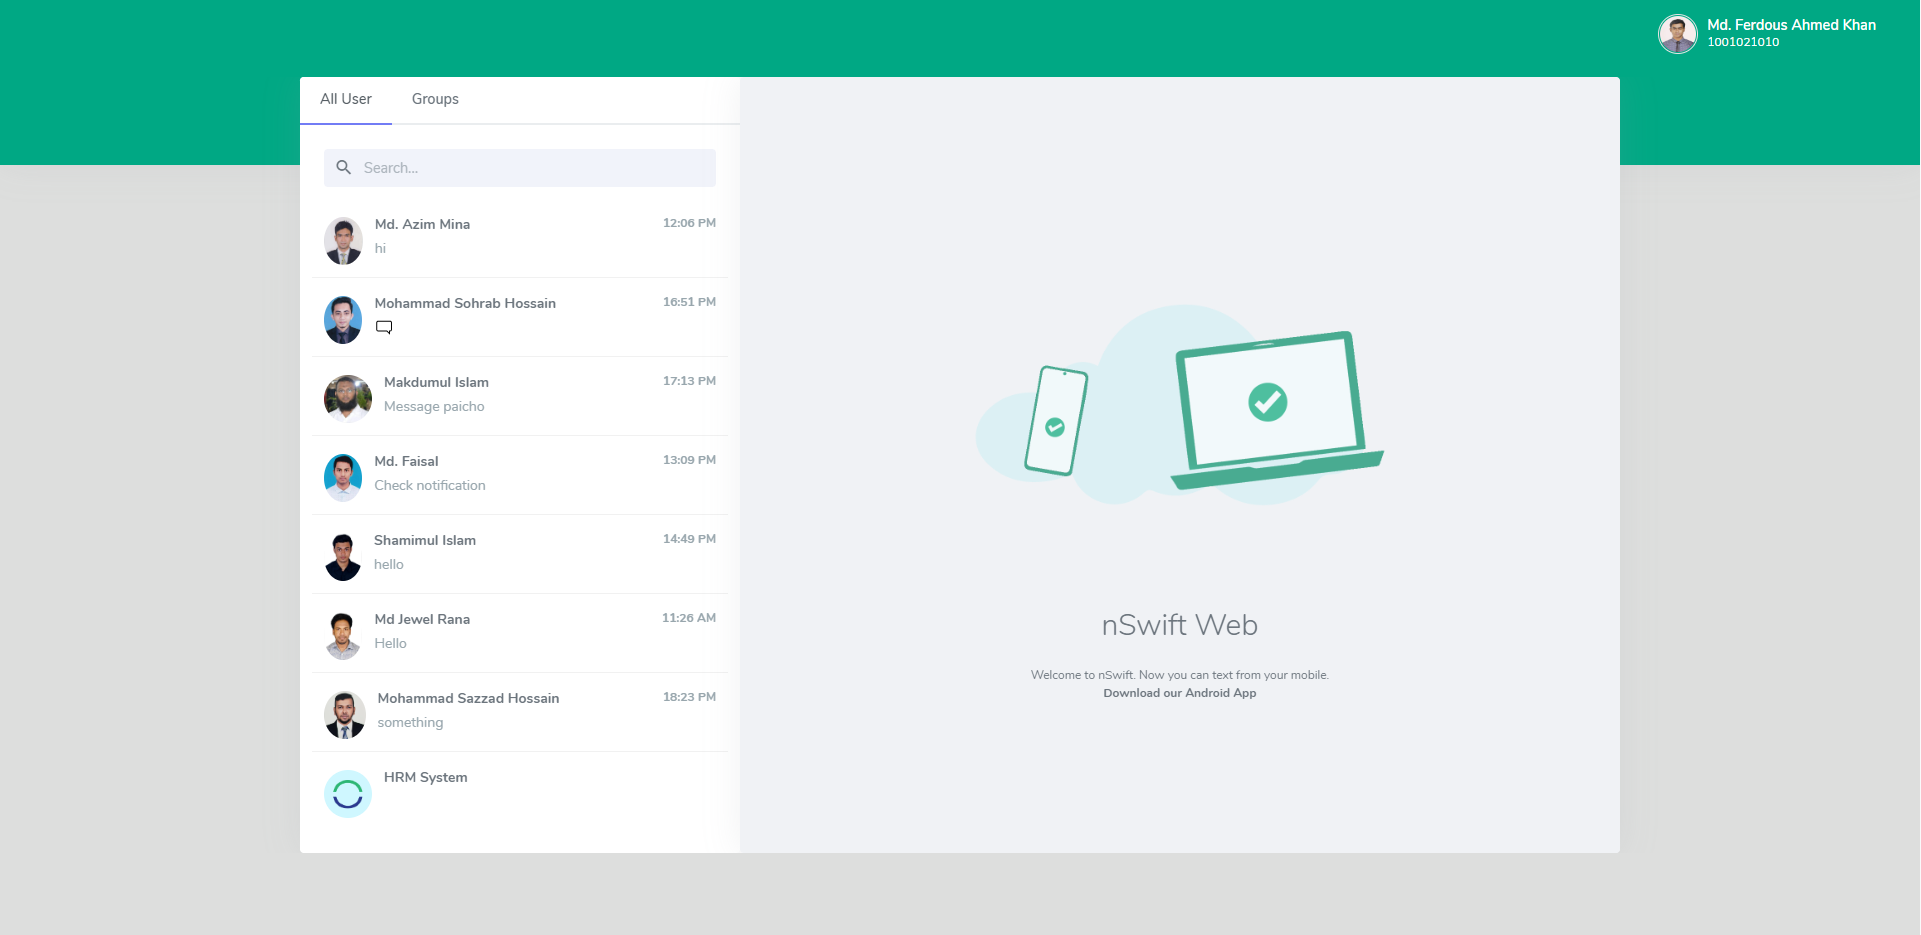 Md. Ferdous Ahmed Khan
1001021010
All User
Groups
Search...
Md. Azim Mina
12:06 PM
hi
Mohammad Sohrab Hossain
16:51 PM
Makdumul Islam
17:13 PM
Message paicho
Md. Faisal
13:09 PM
Check notification
Shamimul Islam
14:49 PM
hello
Md Jewel Rana
11:26 AM
Hello
Mohammad Sazzad Hossain
18:23 PM
something
HRM System
nSwift Web
Welcome to nSwift. Now you can text from your mobile.
Download our Android App